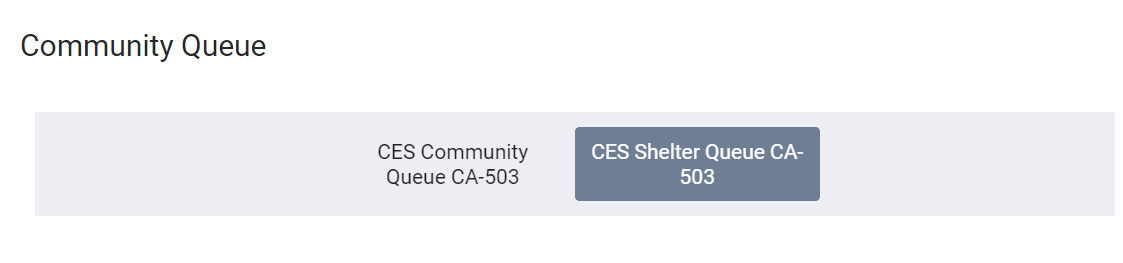 Community Queue
CES Community
Queue CA-503
CES Shelter Queue CA-
503